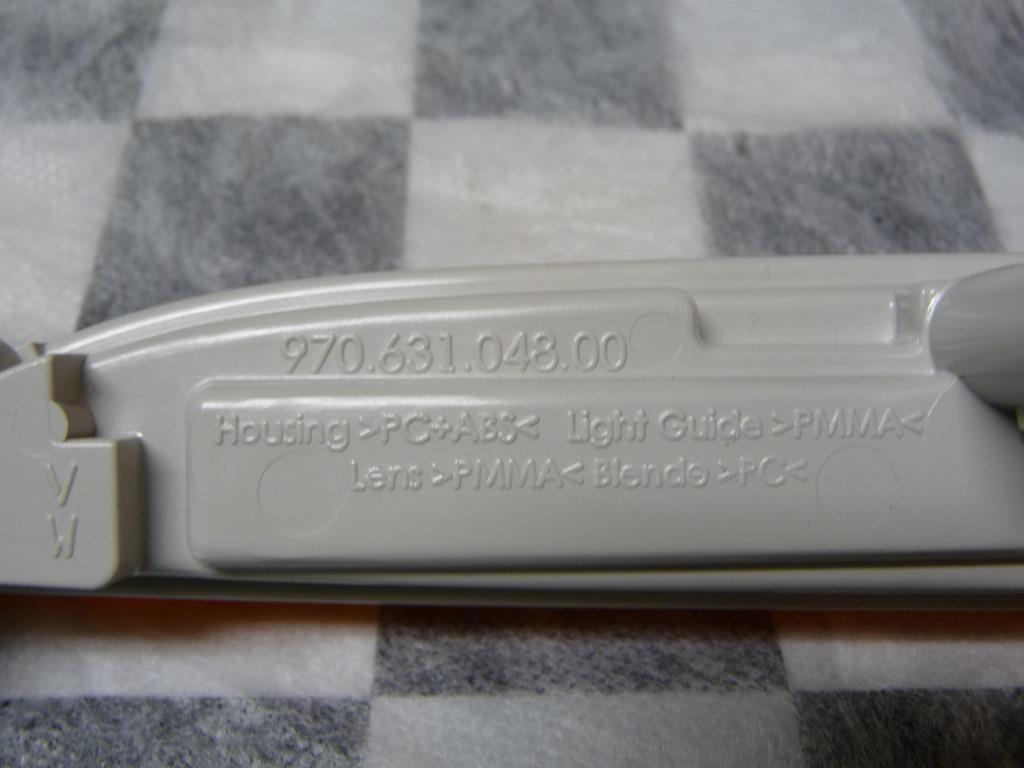 970.631.048.00
Housing >PC+ABS< Light Guide >PMMA<
Lens >PMMA< Blende >PC<
V
W